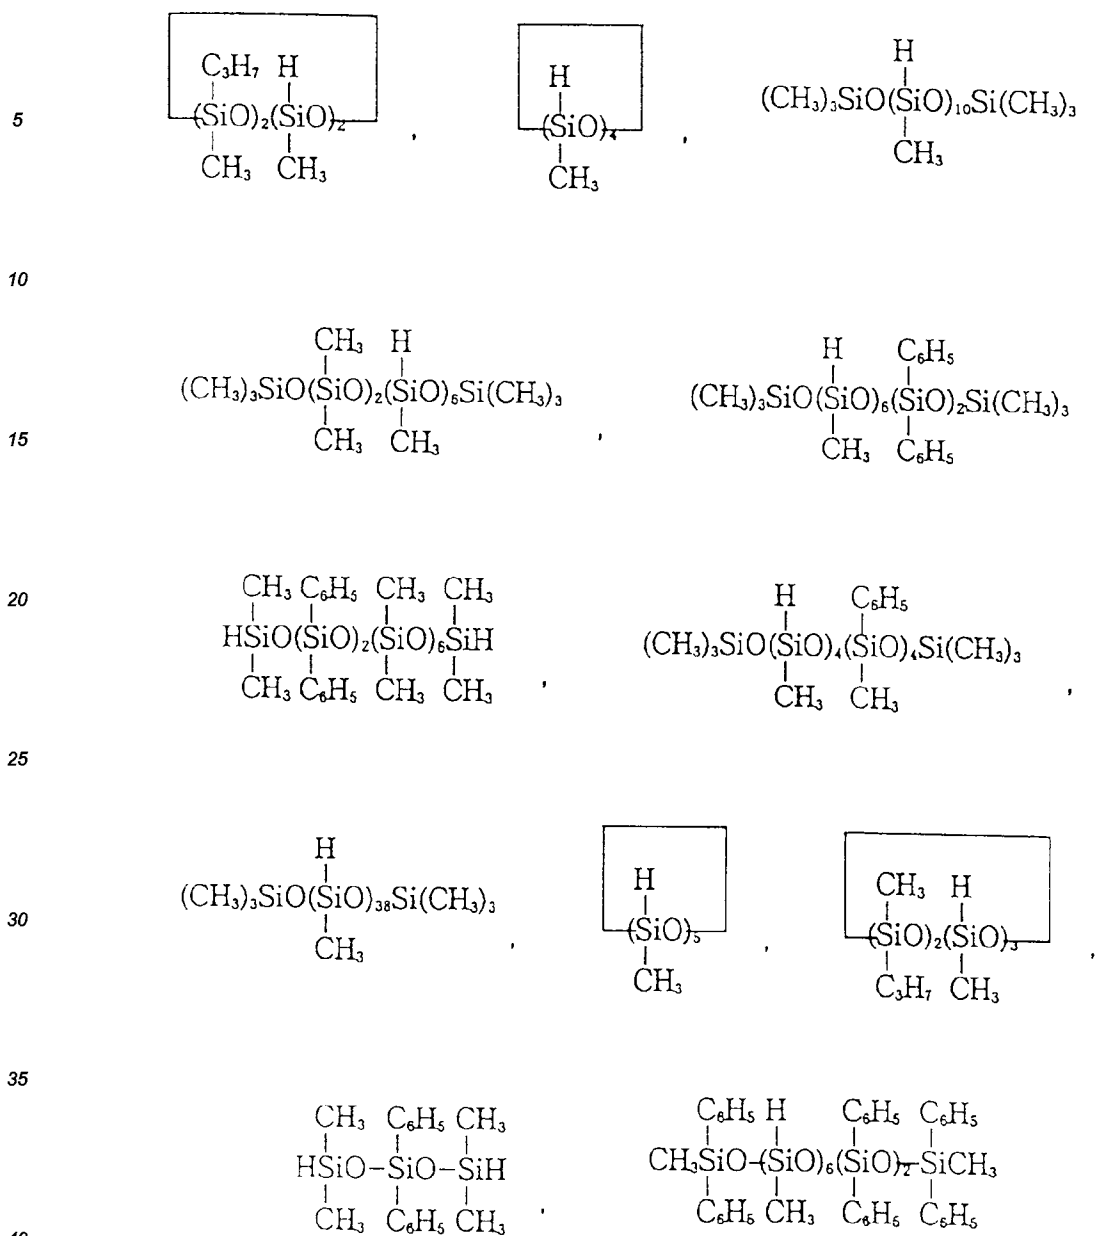 C₃H₇ H
(SiO)₂(SiO)₂
CH₃ CH₃ ,
H
(SiO)₄
CH₃ ,
H
5 (CH₃)₃SiO(SiO)₁₀Si(CH₃)₃
CH₃
10
CH₃ H
(CH₃)₃SiO(SiO)₂(SiO)₆Si(CH₃)₃
CH₃ CH₃ ,
H C₆H₅
(CH₃)₃SiO(SiO)₆(SiO)₂Si(CH₃)₃
15 CH₃ C₆H₅
20
CH₃ C₆H₅ CH₃ CH₃
HSiO(SiO)₂(SiO)₆SiH
CH₃ C₆H₅ CH₃ CH₃ ,
H C₆H₅
(CH₃)₃SiO(SiO)₄(SiO)₄Si(CH₃)₃
CH₃ CH₃ ,
25
H
(CH₃)₃SiO(SiO)₃₈Si(CH₃)₃
CH₃ ,
H
(SiO)₅
CH₃ ,
CH₃ H
30 (SiO)₂(SiO)₃
C₃H₇ CH₃ ,
35
CH₃ C₆H₅ CH₃
HSiO–SiO–SiH
CH₃ C₆H₅ CH₃ ,
C₆H₅ H C₆H₅ C₆H₅
CH₃SiO–(SiO)₆(SiO)₂–SiCH₃
C₆H₅ CH₃ C₆H₅ C₆H₅